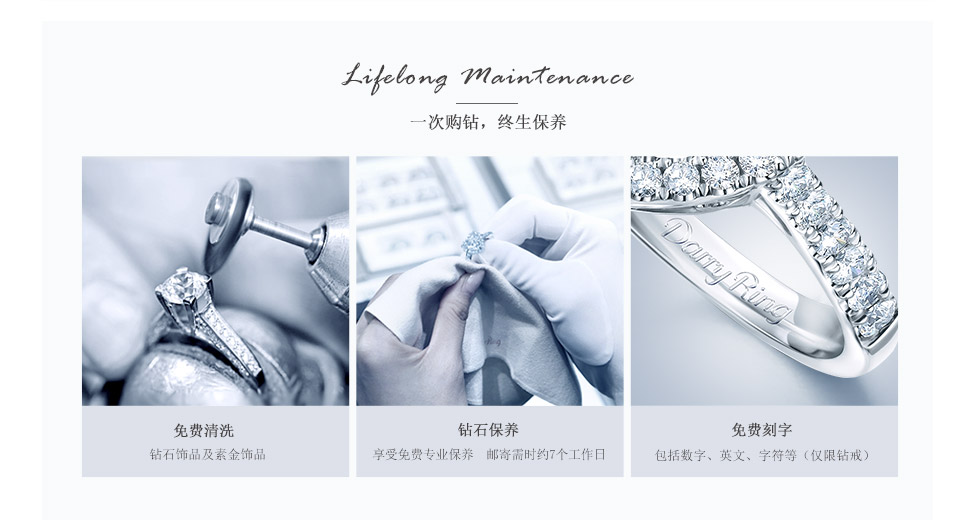 Lifelong Maintenance
一次购钻，终生保养
Darry Ring
免费清洗
钻石饰品及素金饰品
钻石保养
享受免费专业保养 邮寄需时约7个工作日
免费刻字
包括数字、英文、字符等（仅限钻戒）